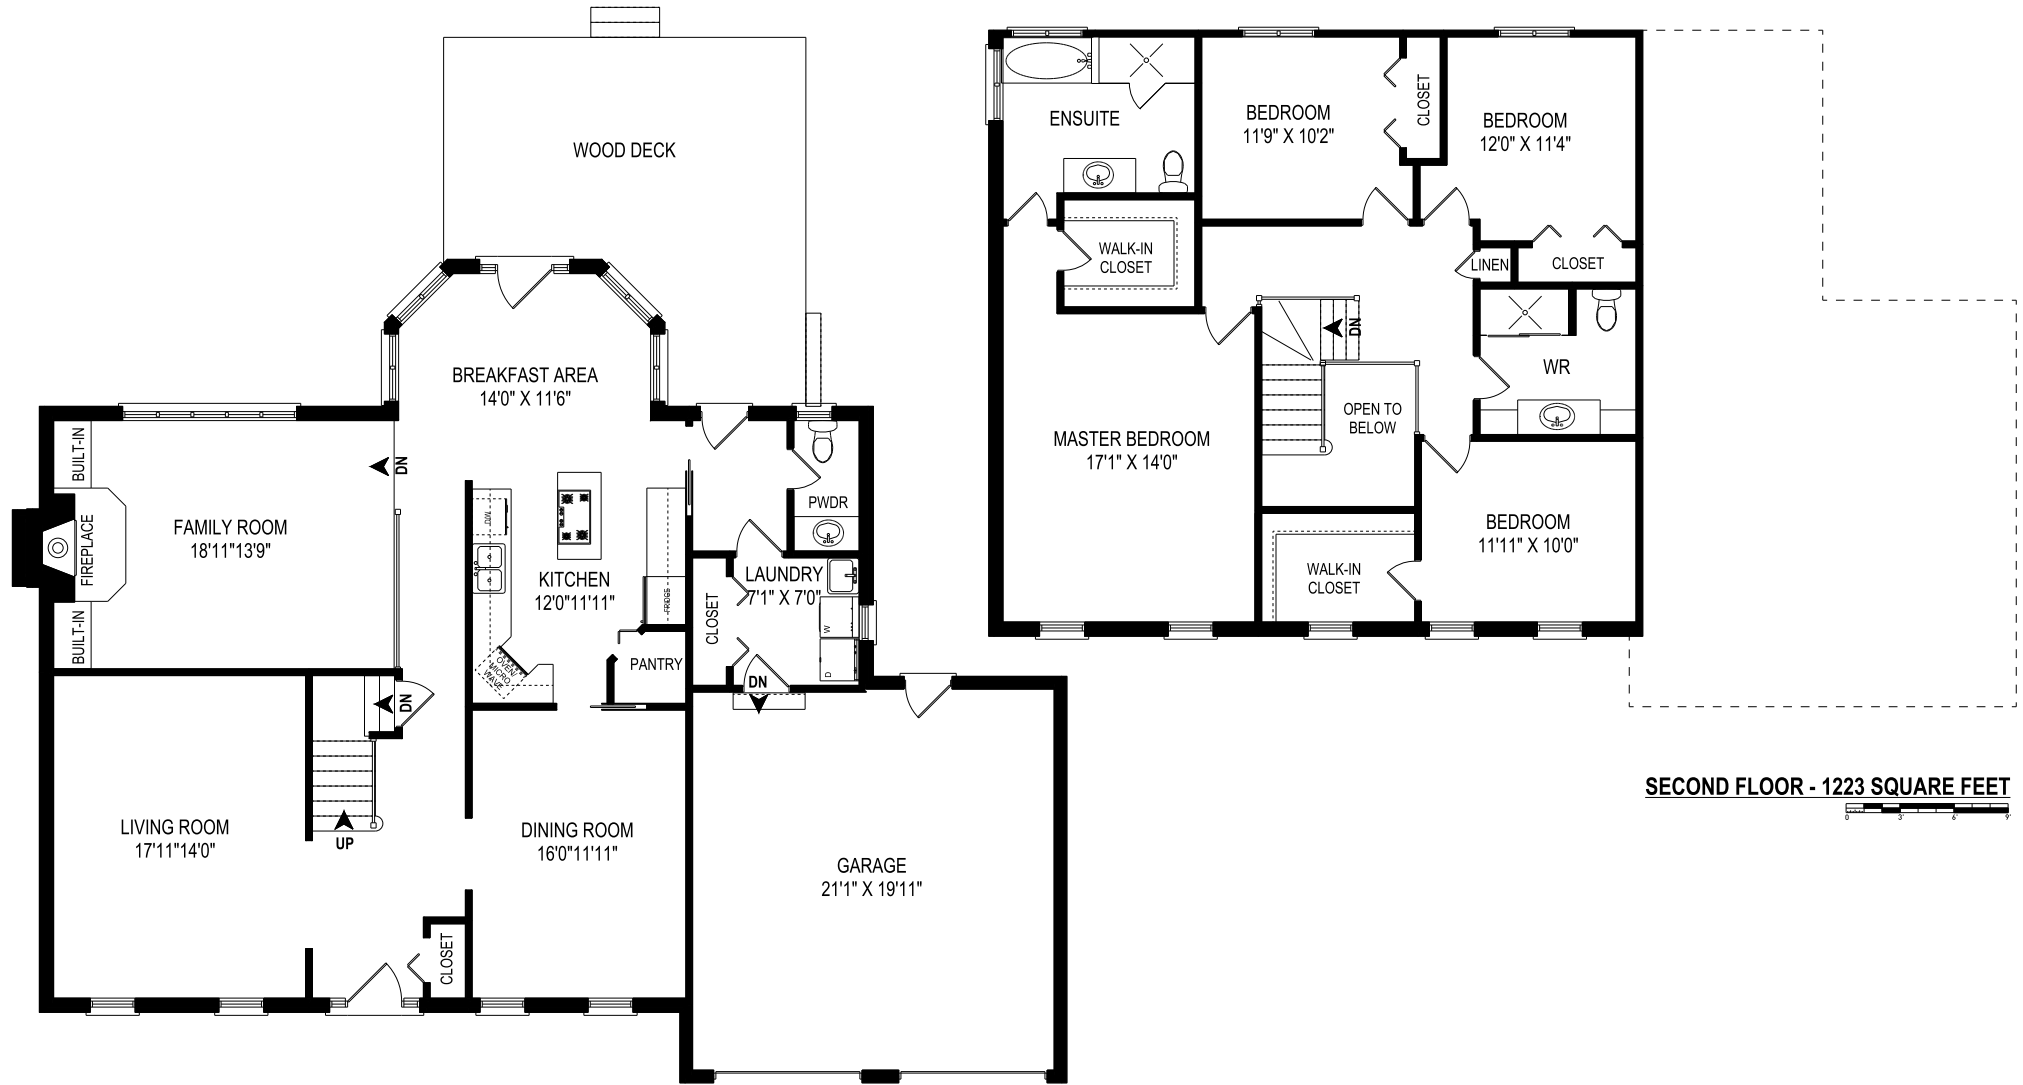 WOOD DECK
BREAKFAST AREA
14'0" X 11'6"
BUILT-IN
DN
FAMILY ROOM
18'11"13'9"
FIREPLACE
BUILT-IN
DW.
KITCHEN
12'0"11'11"
FRIDGE
OVEN/
MICRO.
WAVE
PANTRY
PWDR
LAUNDRY
7'1" X 7'0"
CLOSET
W
D
DN
DN
UP
LIVING ROOM
17'11"14'0"
DINING ROOM
16'0"11'11"
CLOSET
GARAGE
21'1" X 19'11"
ENSUITE
BEDROOM
11'9" X 10'2"
CLOSET
BEDROOM
12'0" X 11'4"
WALK-IN
CLOSET
LINEN
CLOSET
DN
WR
OPEN TO
BELOW
MASTER BEDROOM
17'1" X 14'0"
BEDROOM
11'11" X 10'0"
WALK-IN
CLOSET
SECOND FLOOR - 1223 SQUARE FEET
0 3' 6' 9'